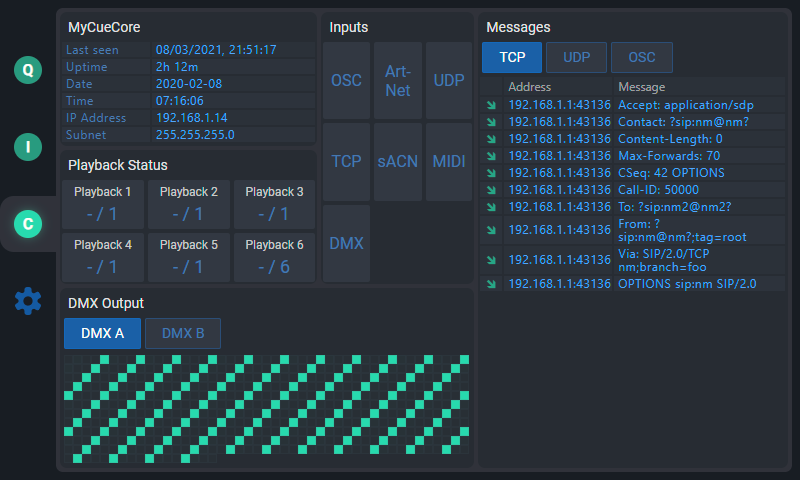 Q
I
C
MyCueCore
Last seen 08/03/2021, 21:51:17
Uptime 2h 12m
Date 2020-02-08
Time 07:16:06
IP Address 192.168.1.14
Subnet 255.255.255.0
Playback Status
Playback 1 Playback 2 Playback 3
- / 1 - / 1 - / 1
Playback 4 Playback 5 Playback 6
- / 1 - / 1 - / 6
Inputs
OSC Art-Net UDP
TCP sACN MIDI
DMX
DMX Output
DMX A DMX B
Messages
TCP UDP OSC
Address Message
192.168.1.1:43136 Accept: application/sdp
192.168.1.1:43136 Contact: ?sip:nm@nm?
192.168.1.1:43136 Content-Length: 0
192.168.1.1:43136 Max-Forwards: 70
192.168.1.1:43136 CSeq: 42 OPTIONS
192.168.1.1:43136 Call-ID: 50000
192.168.1.1:43136 To: ?sip:nm2@nm2?
192.168.1.1:43136 From: ?
sip:nm@nm?;tag=root
192.168.1.1:43136 Via: SIP/2.0/TCP
nm;branch=foo
192.168.1.1:43136 OPTIONS sip:nm SIP/2.0